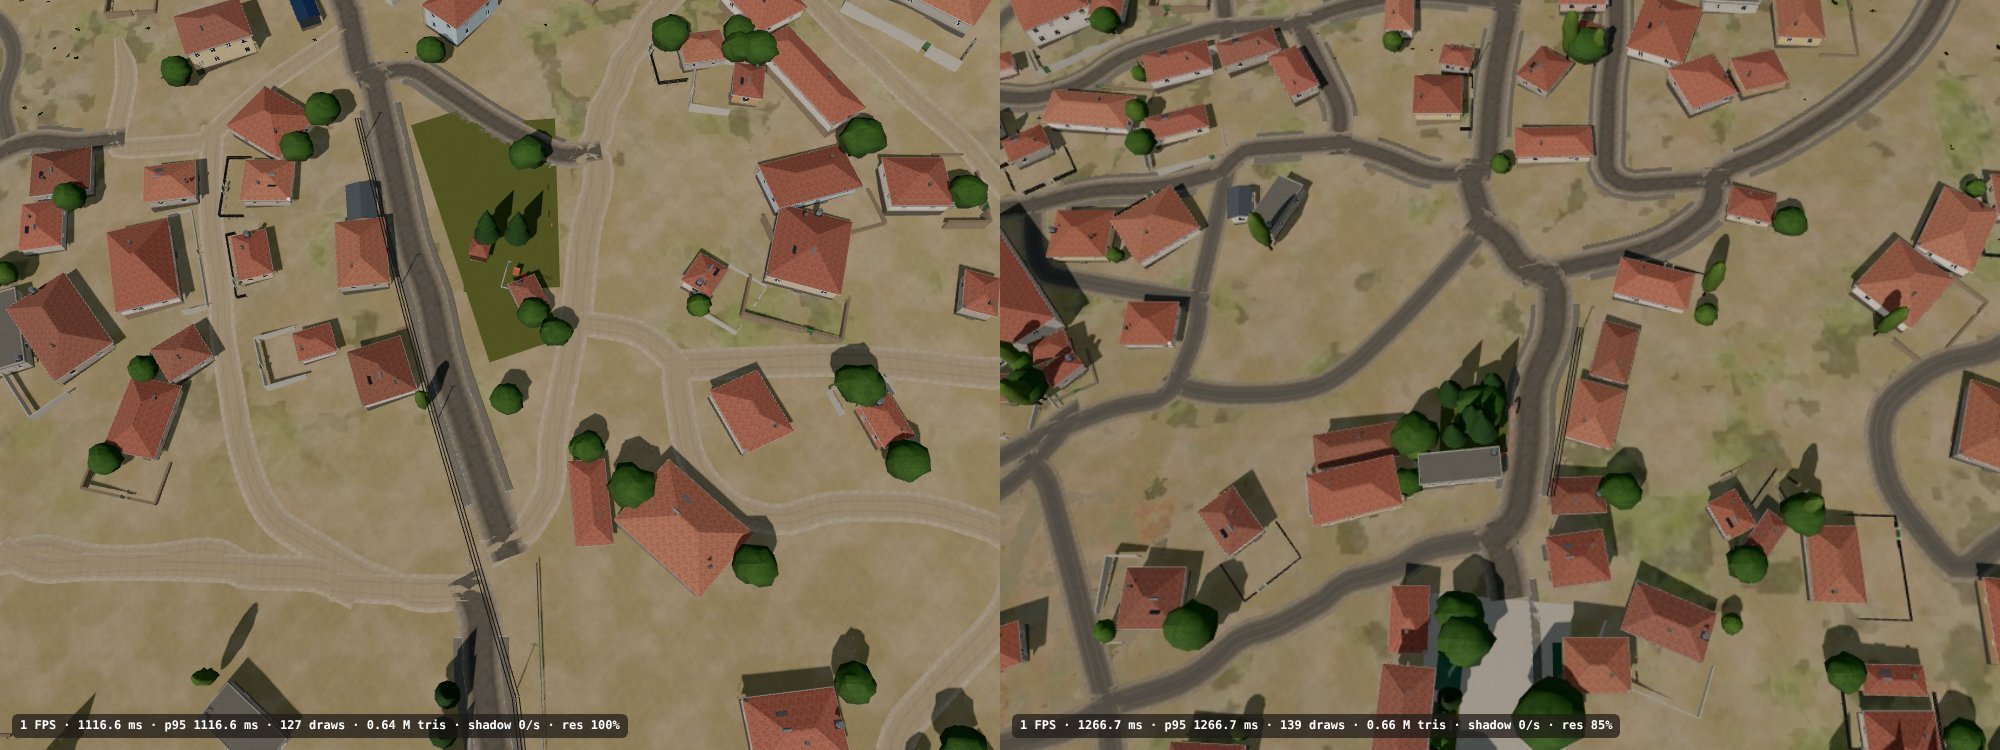 1 FPS · 1116.6 ms · p95 1116.6 ms · 127 draws · 0.64 M tris · shadow 0/s · res 100%
1 FPS · 1266.7 ms · p95 1266.7 ms · 139 draws · 0.66 M tris · shadow 0/s · res 85%